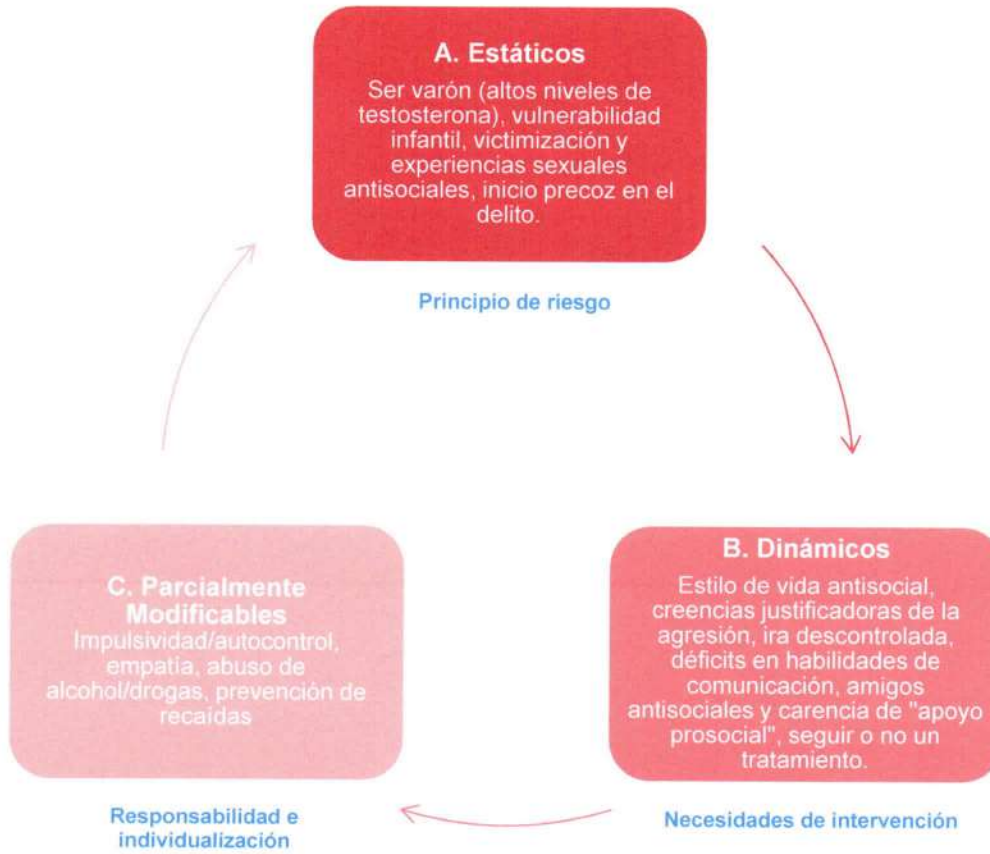 A. Estáticos
Ser varón (altos niveles de
testosterona), vulnerabilidad
infantil, victimización y
experiencias sexuales
antisociales, inicio precoz en el
delito.
Principio de riesgo
B. Dinámicos
Estilo de vida antisocial,
creencias justificadoras de la
agresión, ira descontrolada,
déficits en habilidades de
comunicación, amigos
antisociales y carencia de "apoyo
prosocial", seguir o no un
tratamiento.
Necesidades de intervención
C. Parcialmente
Modificables
Impulsividad/autocontrol,
empatía, abuso de
alcohol/drogas, prevención de
recaídas
Responsabilidad e
individualización